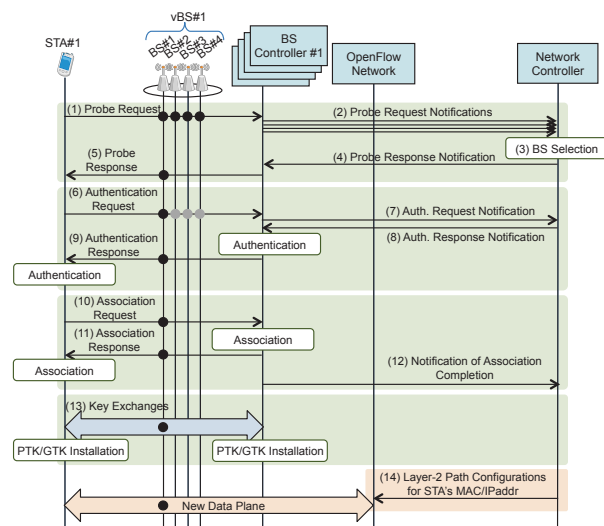 vBS#1
STA#1
BS#1
BS#2
BS#3
BS#4
BS
Controller #1
OpenFlow
Network
Network
Controller
(1) Probe Request
(2) Probe Request Notifications
(3) BS Selection
(4) Probe Response Notification
(5) Probe
Response
(6) Authentication
Request
(7) Auth. Request Notification
(8) Auth. Response Notification
Authentication
(9) Authentication
Response
Authentication
(10) Association
Request
(11) Association
Response
Association
Association
(12) Notification of Association
Completion
(13) Key Exchanges
PTK/GTK Installation
PTK/GTK Installation
(14) Layer-2 Path Configurations
for STA's MAC/IPaddr
New Data Plane